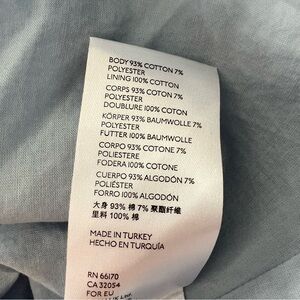 BODY 93% COTTON 7%
POLYESTER
LINING 100% COTTON
CORPS 93% COTON 7%
POLYESTER
DOUBLURE 100% COTON
KÖRPER 93% BAUMWOLLE 7%
POLYESTER
FUTTER 100% BAUMWOLLE
CORPO 93% COTONE 7%
POLIESTERE
FODERA 100% COTONE
CUERPO 93% ALGODÓN 7%
POLIÉSTER
FORRO 100% ALGODÓN
大身 93% 棉 7% 聚酯纤维
里料 100% 棉
MADE IN TURKEY
HECHO EN TURQUÍA
RN 66170
CA 32054
FOR EU